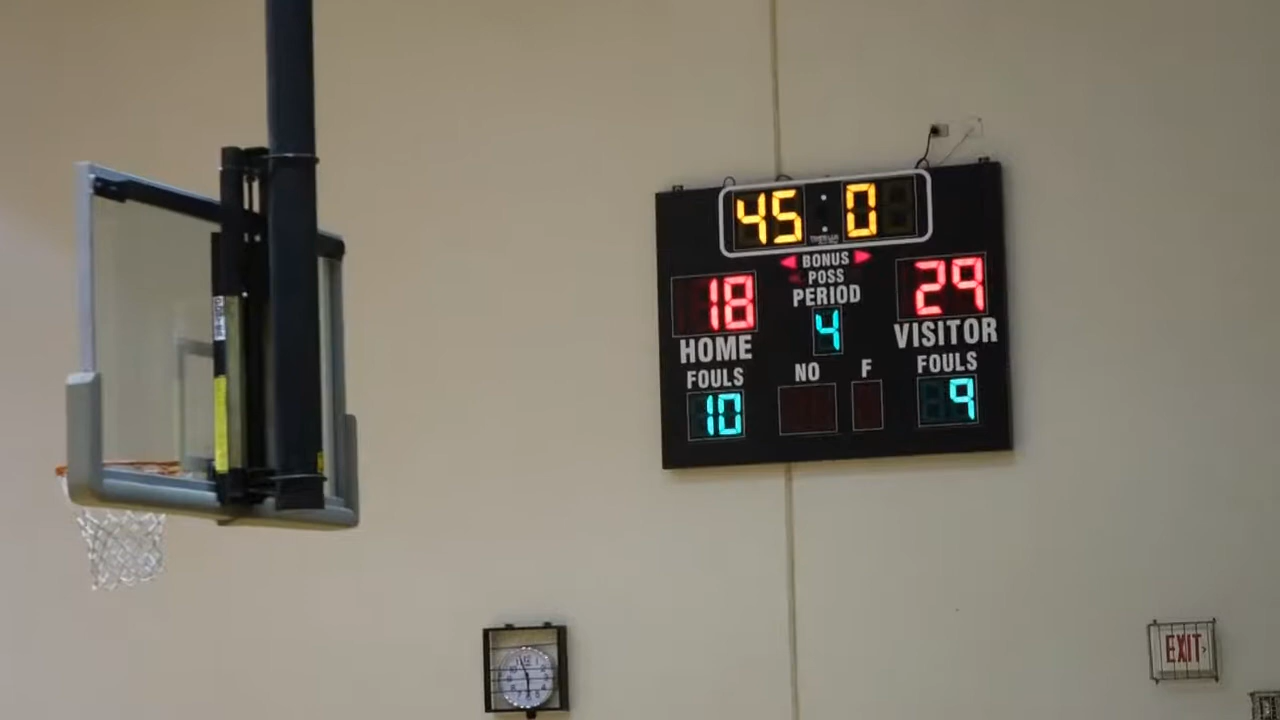 45:0
BONUS
POSS
PERIOD
4
18
HOME
FOULS
10
NO
F
29
VISITOR
FOULS
9
EXIT